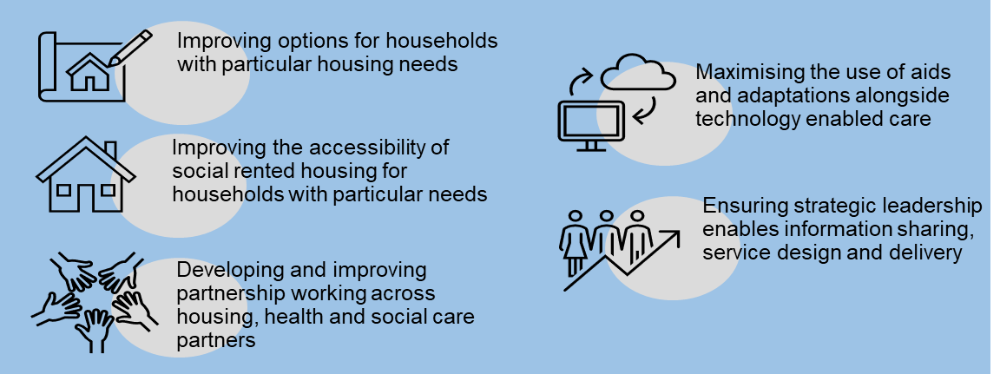 Improving options for households
with particular housing needs
Improving the accessibility of
social rented housing for
households with particular needs
Developing and improving
partnership working across
housing, health and social care
partners
Maximising the use of aids
and adaptations alongside
technology enabled care
Ensuring strategic leadership
enables information sharing,
service design and delivery